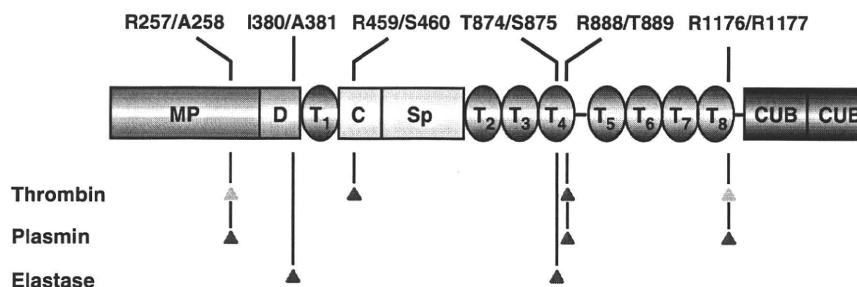 R257/A258 I380/A381 R459/S460 T874/S875 R888/T889 R1176/R1177
MP D T1 C Sp T2 T3 T4 T5 T6 T7 T8 CUB CUB
Thrombin
Plasmin
Elastase